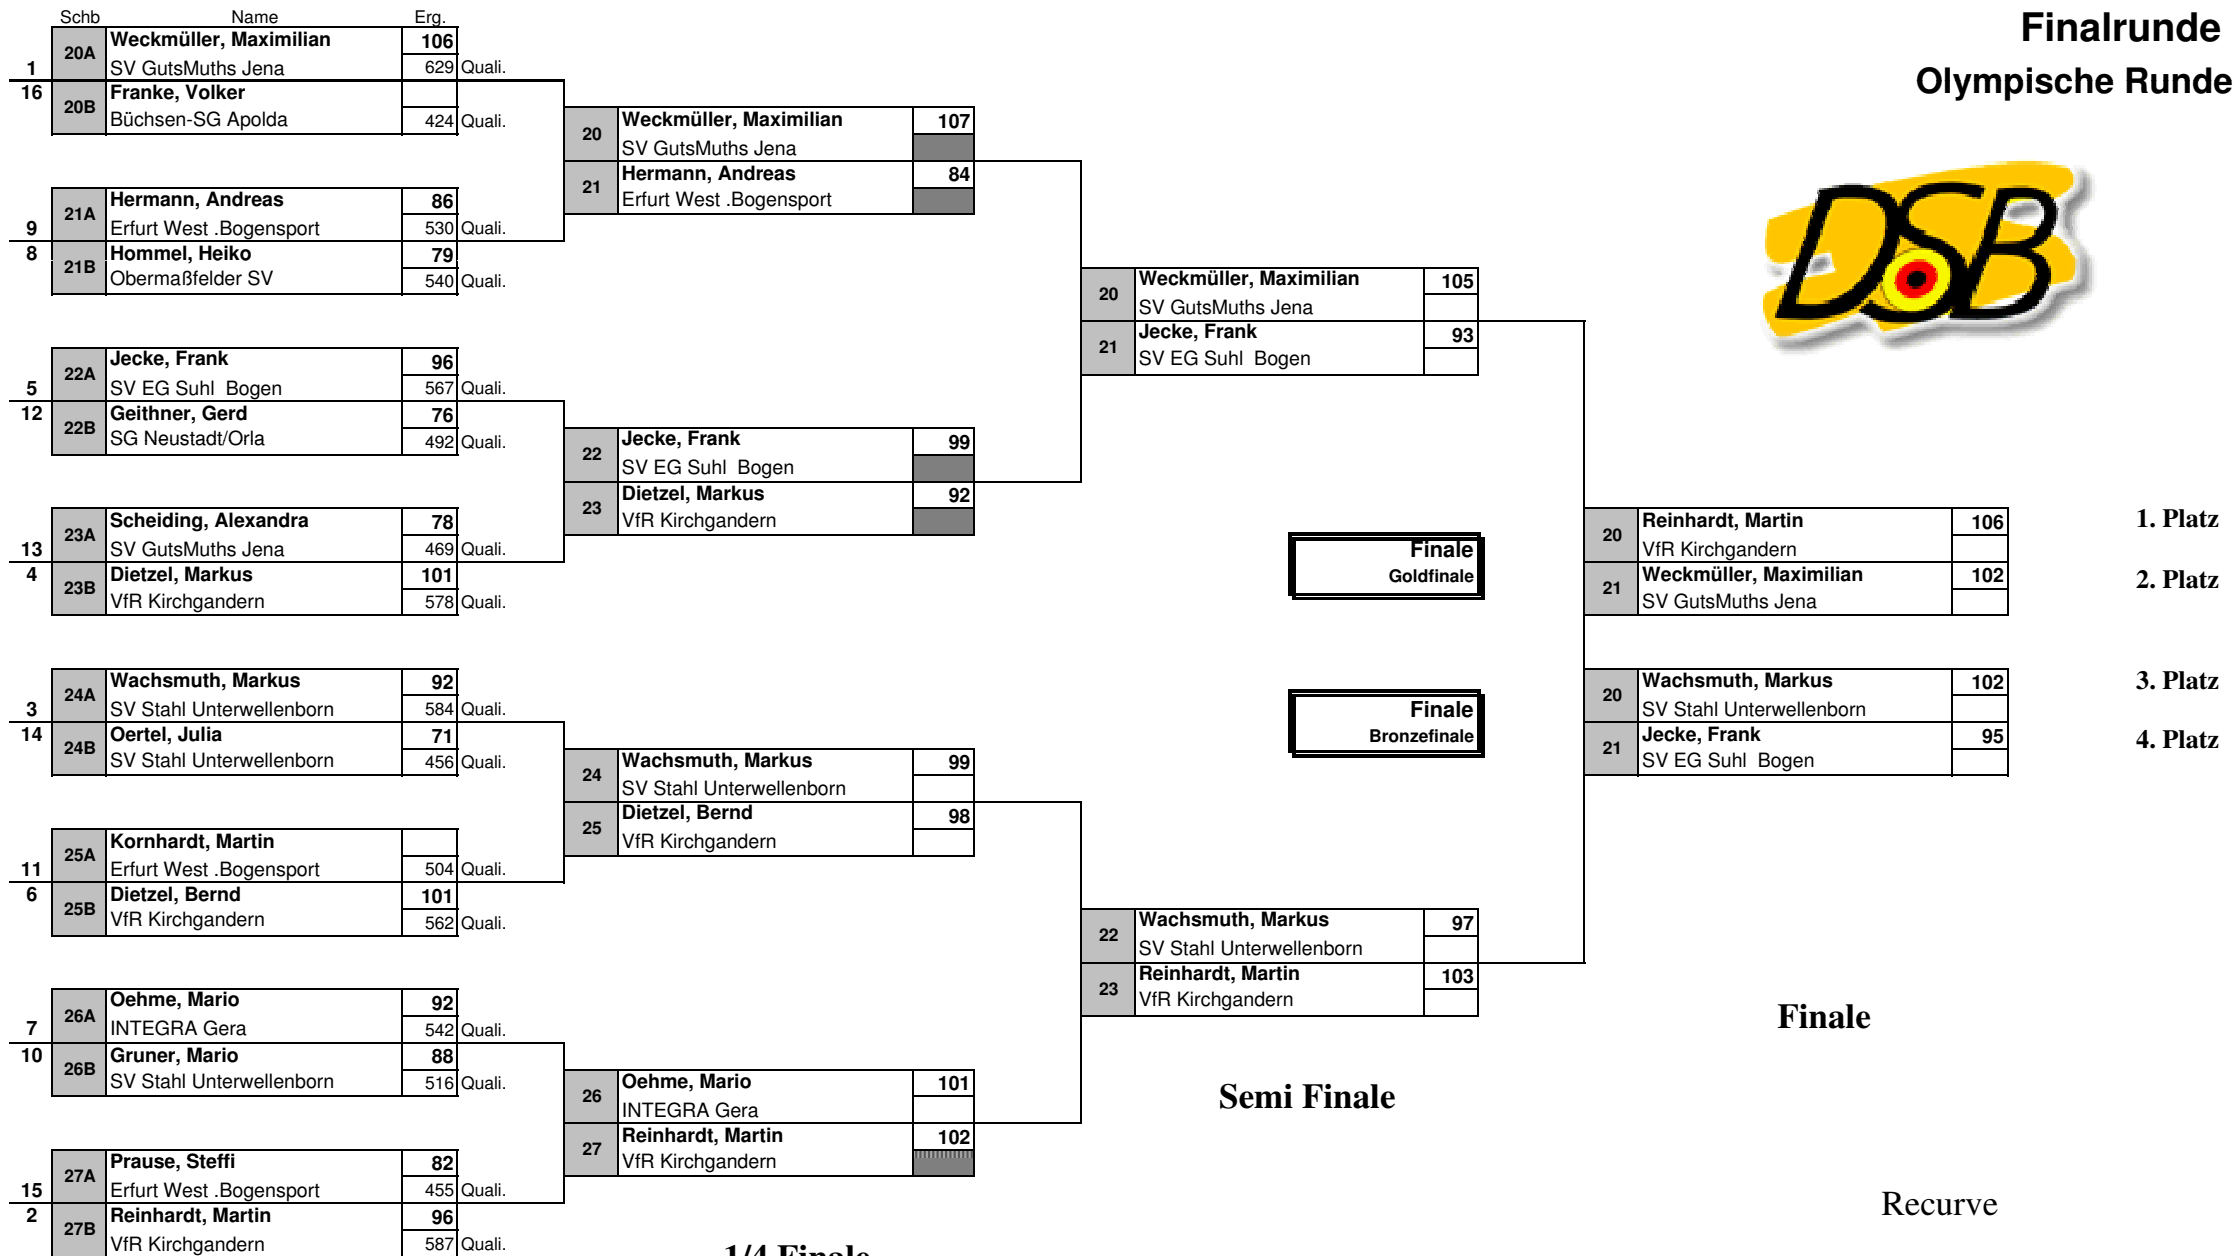 Schb Name Erg.
Finalrunde
Olympische Runde
DSB
20A Weckmüller, Maximilian 106
1 SV GutsMuths Jena 629 Quali.
16 20B Franke, Volker
Büchsen-SG Apolda 424 Quali.
21A Hermann, Andreas 86
9 Erfurt West .Bogensport 530 Quali.
8 21B Hommel, Heiko 79
Obermaßfelder SV 540 Quali.
22A Jecke, Frank 96
5 SV EG Suhl  Bogen 567 Quali.
12 22B Geithner, Gerd 76
SG Neustadt/Orla 492 Quali.
23A Scheiding, Alexandra 78
13 SV GutsMuths Jena 469 Quali.
4 23B Dietzel, Markus 101
VfR Kirchgandern 578 Quali.
24A Wachsmuth, Markus 92
3 SV Stahl Unterwellenborn 584 Quali.
14 24B Oertel, Julia 71
SV Stahl Unterwellenborn 456 Quali.
25A Kornhardt, Martin
11 Erfurt West .Bogensport 504 Quali.
6 25B Dietzel, Bernd 101
VfR Kirchgandern 562 Quali.
26A Oehme, Mario 92
7 INTEGRA Gera 542 Quali.
10 26B Gruner, Mario 88
SV Stahl Unterwellenborn 516 Quali.
27A Prause, Steffi 82
15 Erfurt West .Bogensport 455 Quali.
2 27B Reinhardt, Martin 96
VfR Kirchgandern 587 Quali.
20 Weckmüller, Maximilian 107
SV GutsMuths Jena
21 Hermann, Andreas 84
Erfurt West .Bogensport
22 Jecke, Frank 99
SV EG Suhl  Bogen
23 Dietzel, Markus 92
VfR Kirchgandern
24 Wachsmuth, Markus 99
SV Stahl Unterwellenborn
25 Dietzel, Bernd 98
VfR Kirchgandern
26 Oehme, Mario 101
INTEGRA Gera
27 Reinhardt, Martin 102
VfR Kirchgandern
1/4 Finale
20 Weckmüller, Maximilian 105
SV GutsMuths Jena
21 Jecke, Frank 93
SV EG Suhl  Bogen
Finale
Goldfinale
Finale
Bronzefinale
22 Wachsmuth, Markus 97
SV Stahl Unterwellenborn
23 Reinhardt, Martin 103
VfR Kirchgandern
Semi Finale
20 Reinhardt, Martin 106 1. Platz
VfR Kirchgandern
21 Weckmüller, Maximilian 102 2. Platz
SV GutsMuths Jena
20 Wachsmuth, Markus 102 3. Platz
SV Stahl Unterwellenborn
21 Jecke, Frank 95 4. Platz
SV EG Suhl  Bogen
Finale
Recurve